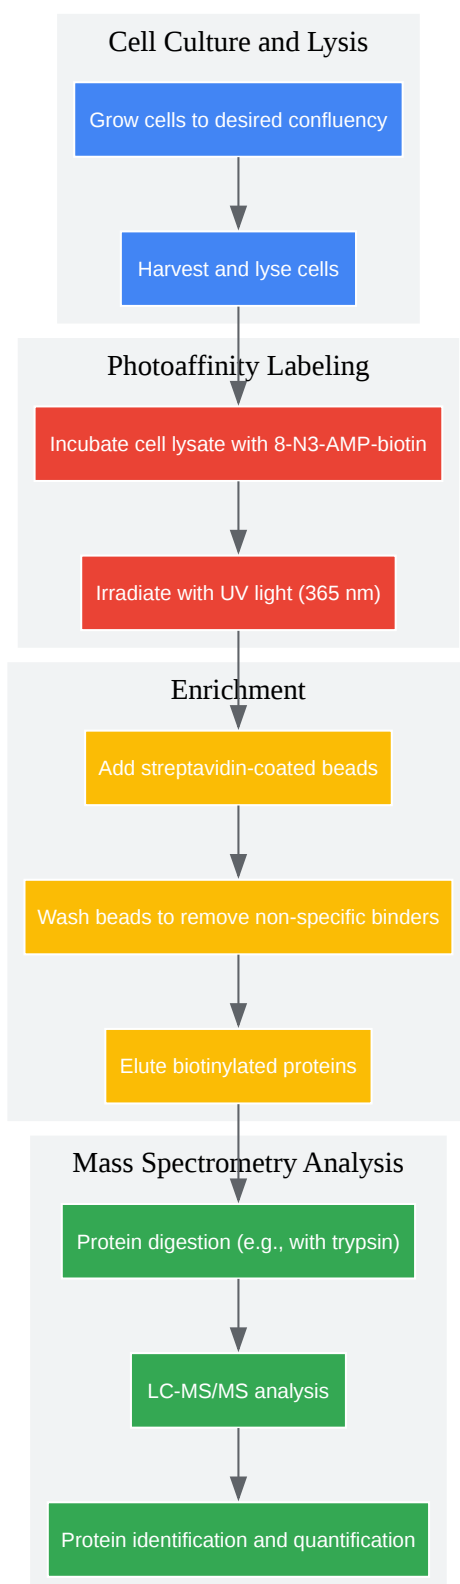 Cell Culture and Lysis
Grow cells to desired confluency
Harvest and lyse cells
Photoaffinity Labeling
Incubate cell lysate with 8-N3-AMP-biotin
Irradiate with UV light (365 nm)
Enrichment
Add streptavidin-coated beads
Wash beads to remove non-specific binders
Elute biotinylated proteins
Mass Spectrometry Analysis
Protein digestion (e.g., with trypsin)
LC-MS/MS analysis
Protein identification and quantification